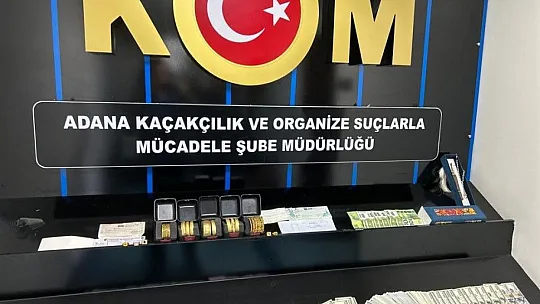 KOM
ADANA KAÇAKÇILIK VE ORGANİZE SUÇLARLA
MÜCADELE ŞUBE MÜDÜRLÜĞÜ